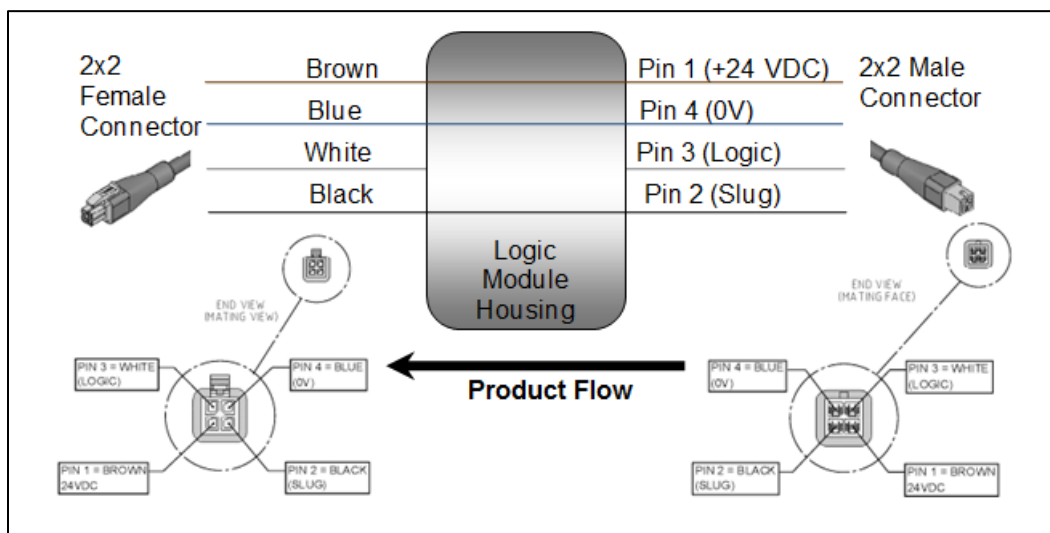 2x2
Female
Connector
Brown
Blue
White
Black
Pin 1 (+24 VDC)
Pin 4 (0V)
Pin 3 (Logic)
Pin 2 (Slug)
2x2 Male
Connector
Logic
Module
Housing
END VIEW
(MATING VIEW)
END VIEW
(MATING FACE)
Product Flow
PIN 3 = WHITE
(LOGIC)
PIN 4 = BLUE
(0V)
PIN 1 = BROWN
24VDC
PIN 2 = BLACK
(SLUG)
PIN 4 = BLUE
(0V)
PIN 3 = WHITE
(LOGIC)
PIN 2 = BLACK
(SLUG)
PIN 1 = BROWN
24VDC